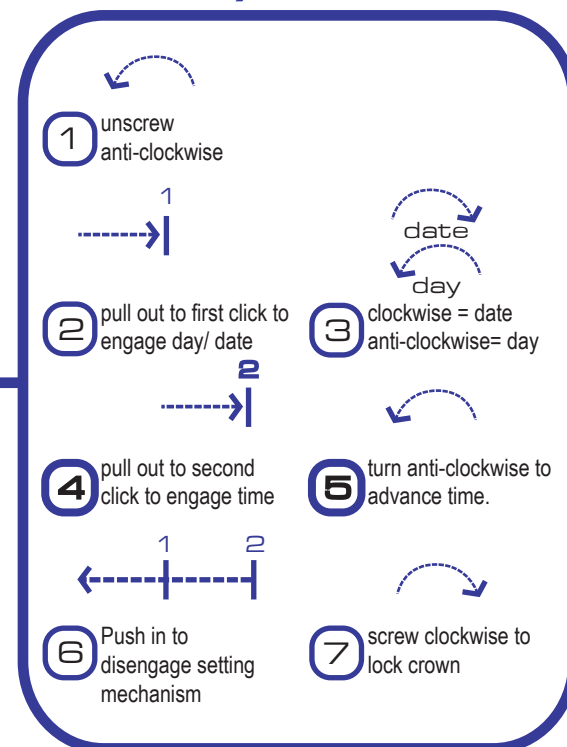 1
unscrew
anti-clockwise
1
2
pull out to first click to
engage day/ date
date
day
3
clockwise = date
anti-clockwise= day
2
4
pull out to second
click to engage time
5
turn anti-clockwise to
advance time.
1 2
6
Push in to
disengage setting
mechanism
7
screw clockwise to
lock crown